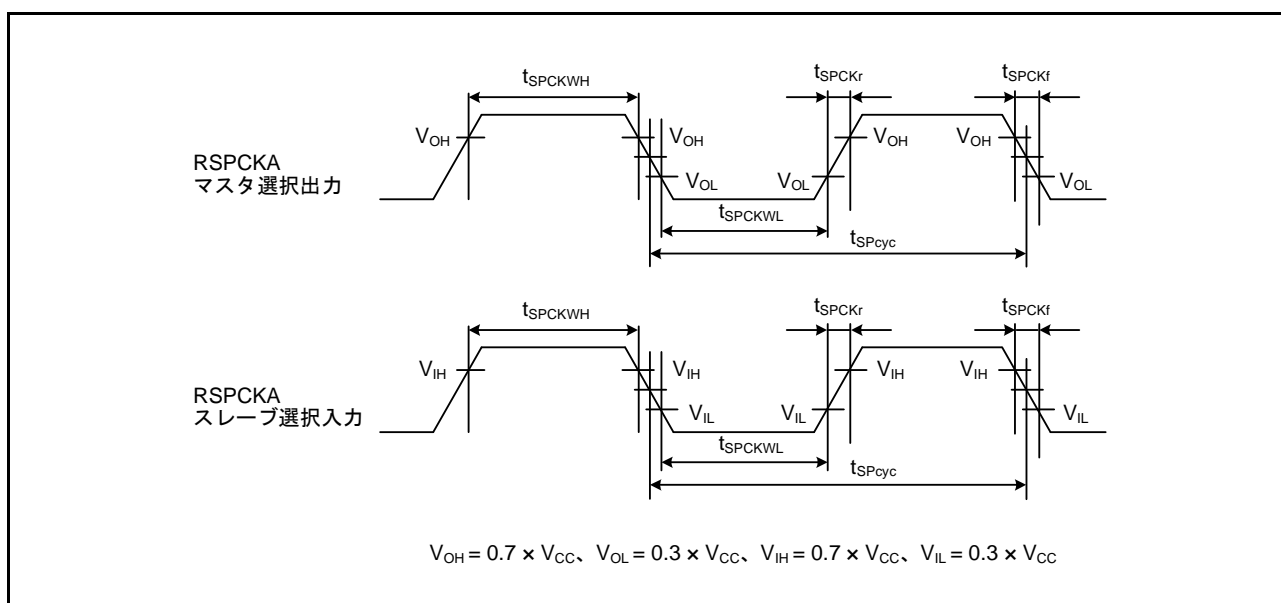 tSPCKWH tSPCKr tSPCKf
VOH VOH VOH VOH
RSPCKA
マスタ選択出力
VOL VOL VOL
tSPCKWL
tSPcyc
tSPCKWH tSPCKr tSPCKf
VIH VIH VIH VIH
RSPCKA
スレーブ選択入力
VIL VIL VIL
tSPCKWL
tSPcyc
VOH = 0.7 × VCC、VOL = 0.3 × VCC、VIH = 0.7 × VCC、VIL = 0.3 × VCC